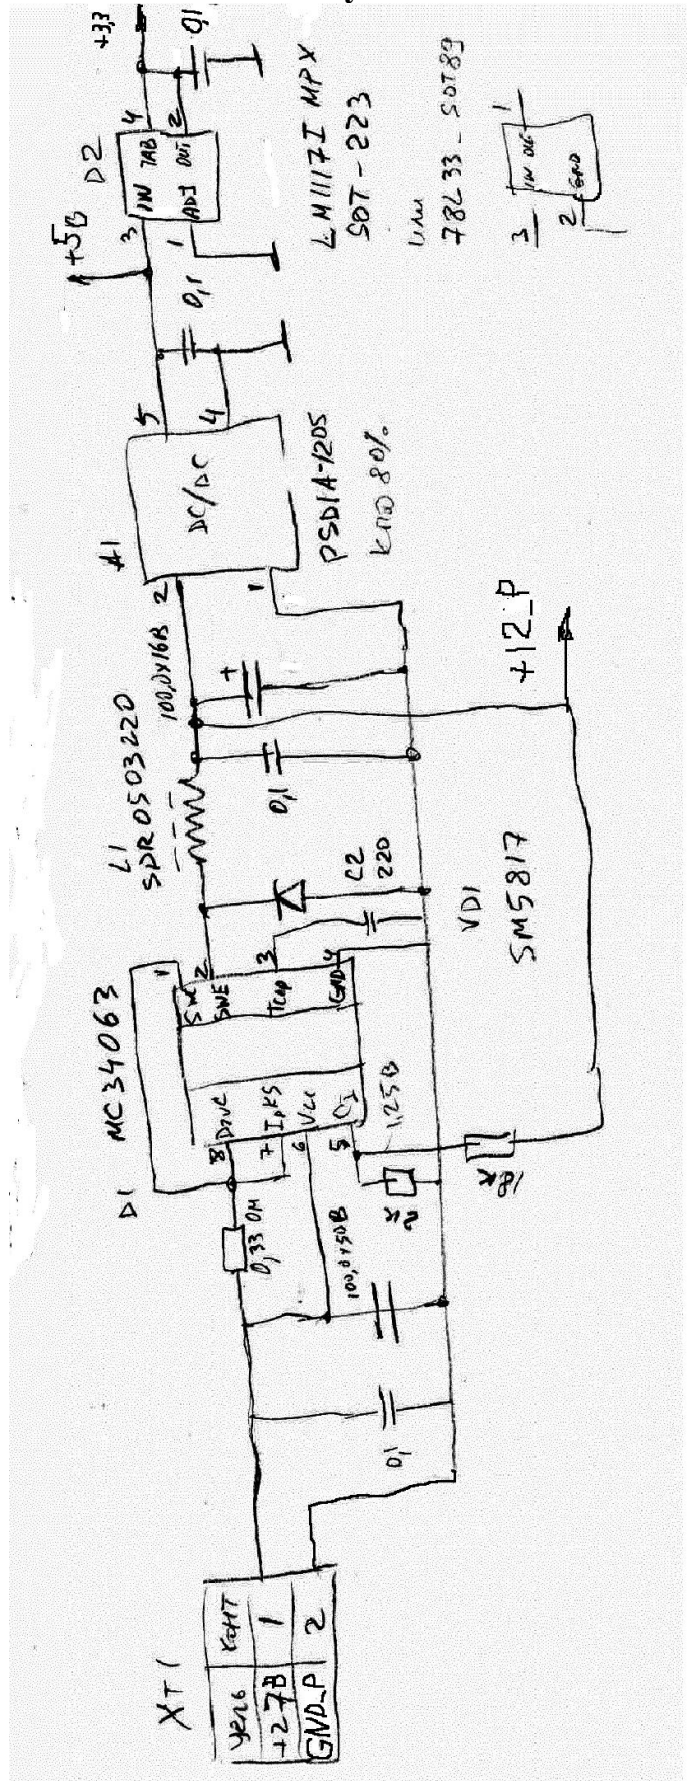 XT1
Цепь Конт
+27В 1
GND_P 2
0,1
100,0x50В
0,33 Ом
D1
MC34063
8 DrvC
7 IpkS
6 Vcc
5 CI
1 SwC
2 SWE
3 Tcap
4 GND
1,25В
2к
18к
VD1
SM5817
C2
220
L1
SDR0503220
0,1
100,0x16В
+
+12_P
A1
DC/DC
2
1
5
4
PSD1A-1205
КПД 80%
0,1
+5В
D2
3 IN TAB 4
1 ADJ OUT 2
+3,3
0,1
LM1117I MPX
SOT-223
или
78L33_SOT89
3 IN 1
2 GND